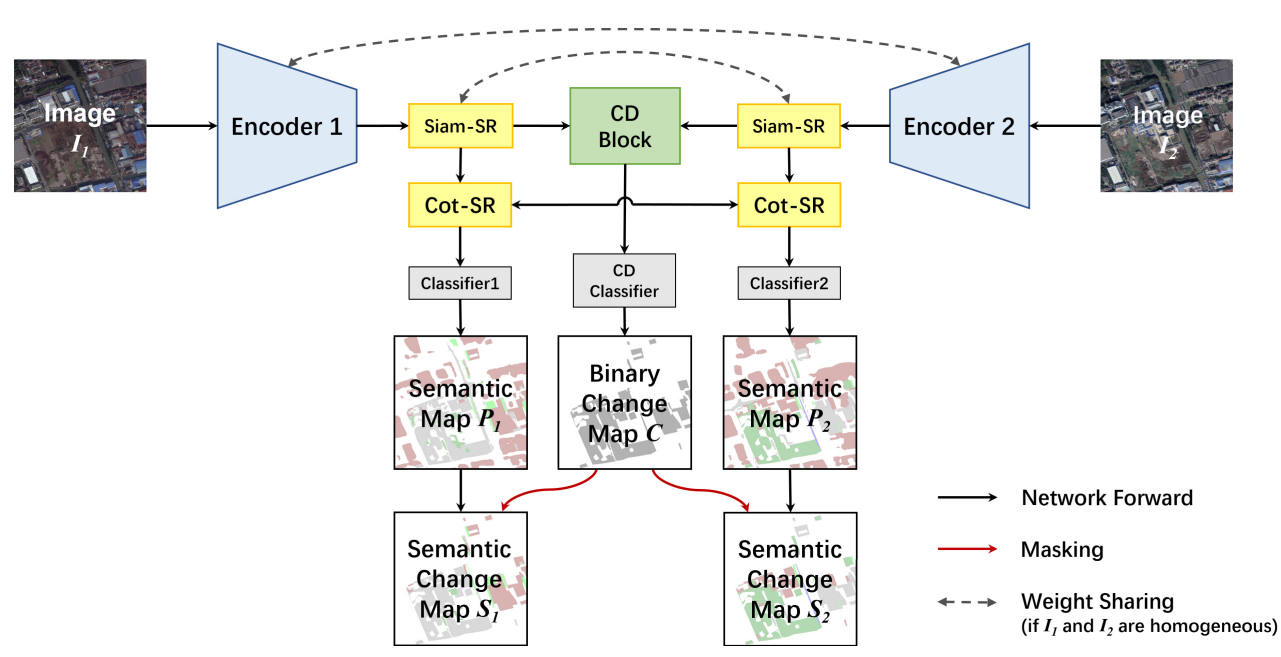 Image
I1
Encoder 1
Siam-SR
CD
Block
Siam-SR
Encoder 2
Image
I2
Cot-SR
Cot-SR
Classifier1
CD
Classifier
Classifier2
Semantic
Map P1
Binary
Change
Map C
Semantic
Map P2
Semantic
Change
Map S1
Semantic
Change
Map S2
Network Forward
Masking
Weight Sharing
(if I1 and I2 are homogeneous)